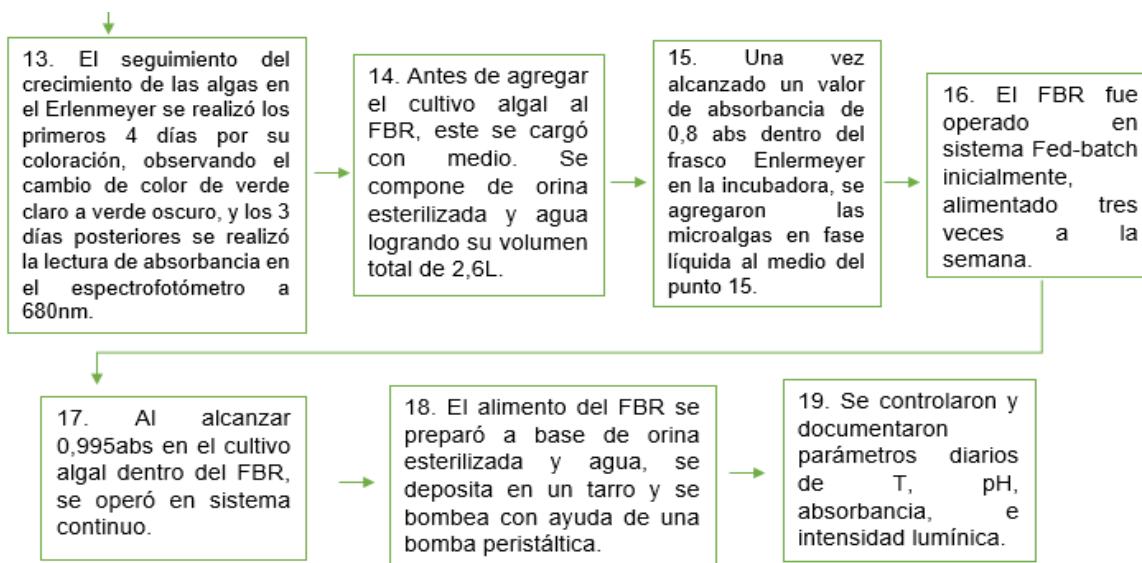 13. El seguimiento del
crecimiento de las algas en
el Erlenmeyer se realizó los
primeros 4 días por su
coloración, observando el
cambio de color de verde
claro a verde oscuro, y los 3
días posteriores se realizó
la lectura de absorbancia en
el espectrofotómetro a
680nm.
14. Antes de agregar
el cultivo algal al
FBR, este se cargó
con medio. Se
compone de orina
esterilizada y agua
logrando su volumen
total de 2,6L.
15. Una vez
alcanzado un valor
de absorbancia de
0,8 abs dentro del
frasco Enlermeyer
en la incubadora, se
agregaron las
microalgas en fase
líquida al medio del
punto 15.
16. El FBR fue
operado en
sistema Fed-batch
inicialmente,
alimentado tres
veces a la
semana.
17. Al alcanzar
0,995abs en el cultivo
algal dentro del FBR,
se operó en sistema
continuo.
18. El alimento del FBR se
preparó a base de orina
esterilizada y agua, se
deposita en un tarro y se
bombea con ayuda de una
bomba peristáltica.
19. Se controlaron y
documentaron
parámetros diarios
de T, pH,
absorbancia, e
intensidad lumínica.